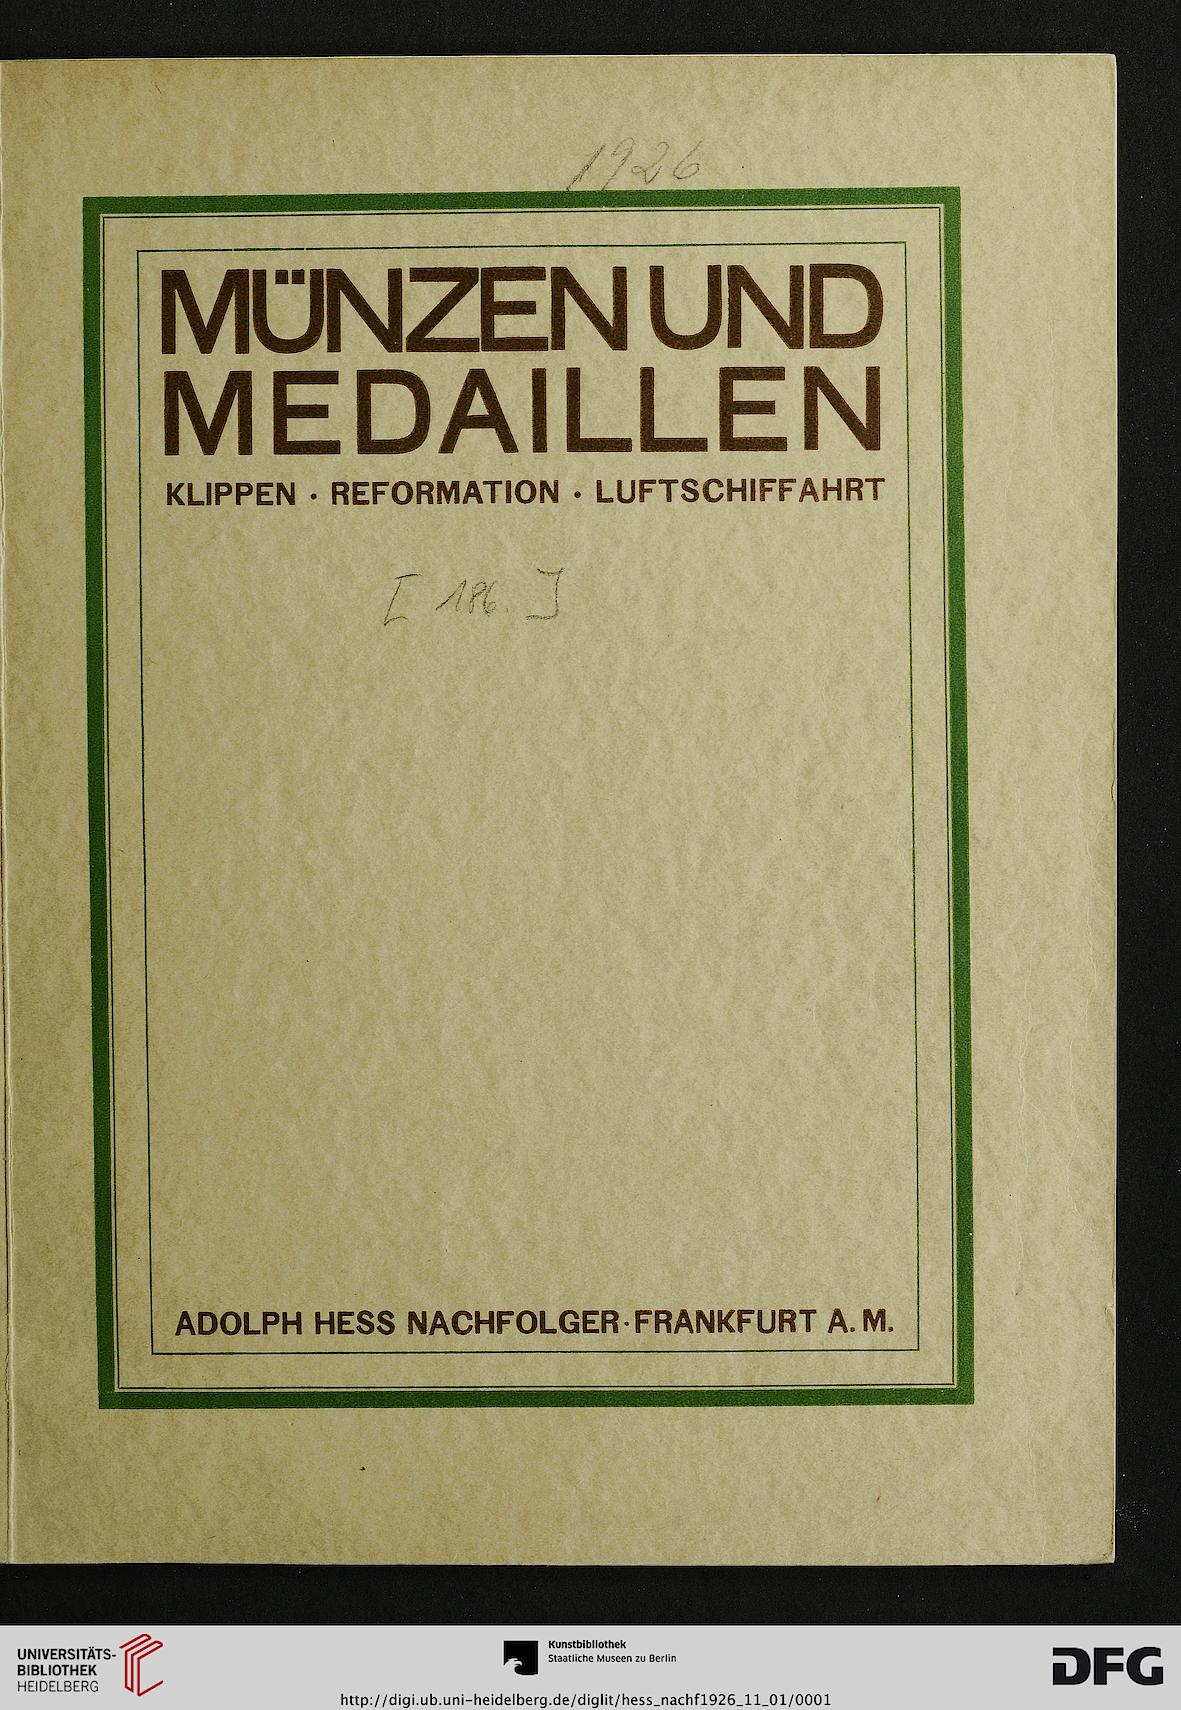 1926
MÜNZEN UND
MEDAILLEN
KLIPPEN · REFORMATION · LUFTSCHIFFAHRT
[ 186. ]
ADOLPH HESS NACHFOLGER · FRANKFURT A. M.
UNIVERSITÄTS-
BIBLIOTHEK
HEIDELBERG
Kunstbibliothek
Staatliche Museen zu Berlin
http://digi.ub.uni-heidelberg.de/diglit/hess_nachf1926_11_01/0001
DFG